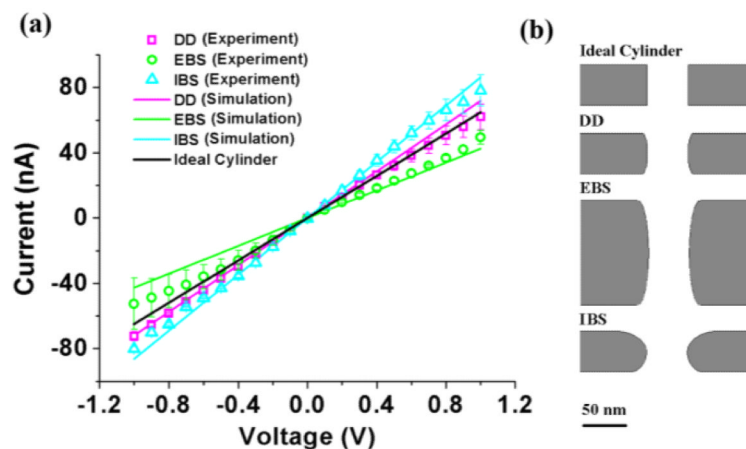 (a)
DD (Experiment)
EBS (Experiment)
IBS (Experiment)
DD (Simulation)
EBS (Simulation)
IBS (Simulation)
Ideal Cylinder
80
40
0
-40
-80
Current (nA)
-1.2
-0.8
-0.4
0.0
0.4
0.8
1.2
Voltage (V)
(b)
Ideal Cylinder
DD
EBS
IBS
50 nm